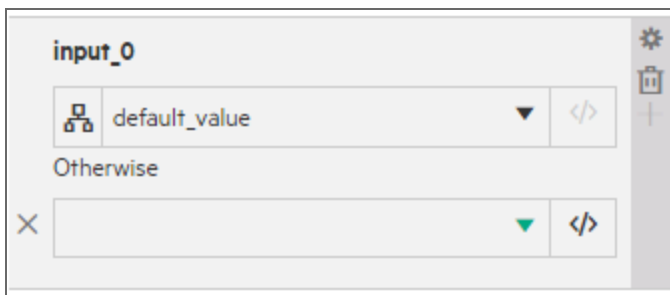 input_0
default_value
</>
Otherwise
</>